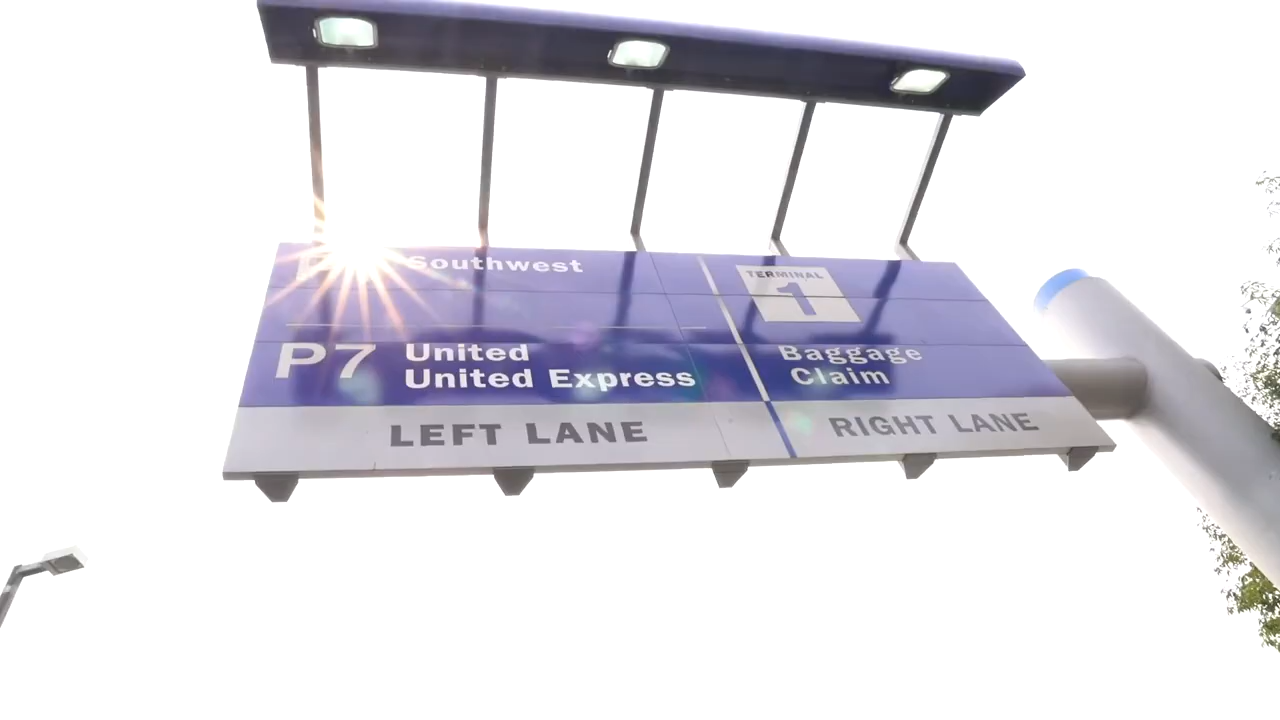 Southwest
P7 United
United Express
LEFT LANE
TERMINAL
1
Baggage
Claim
RIGHT LANE